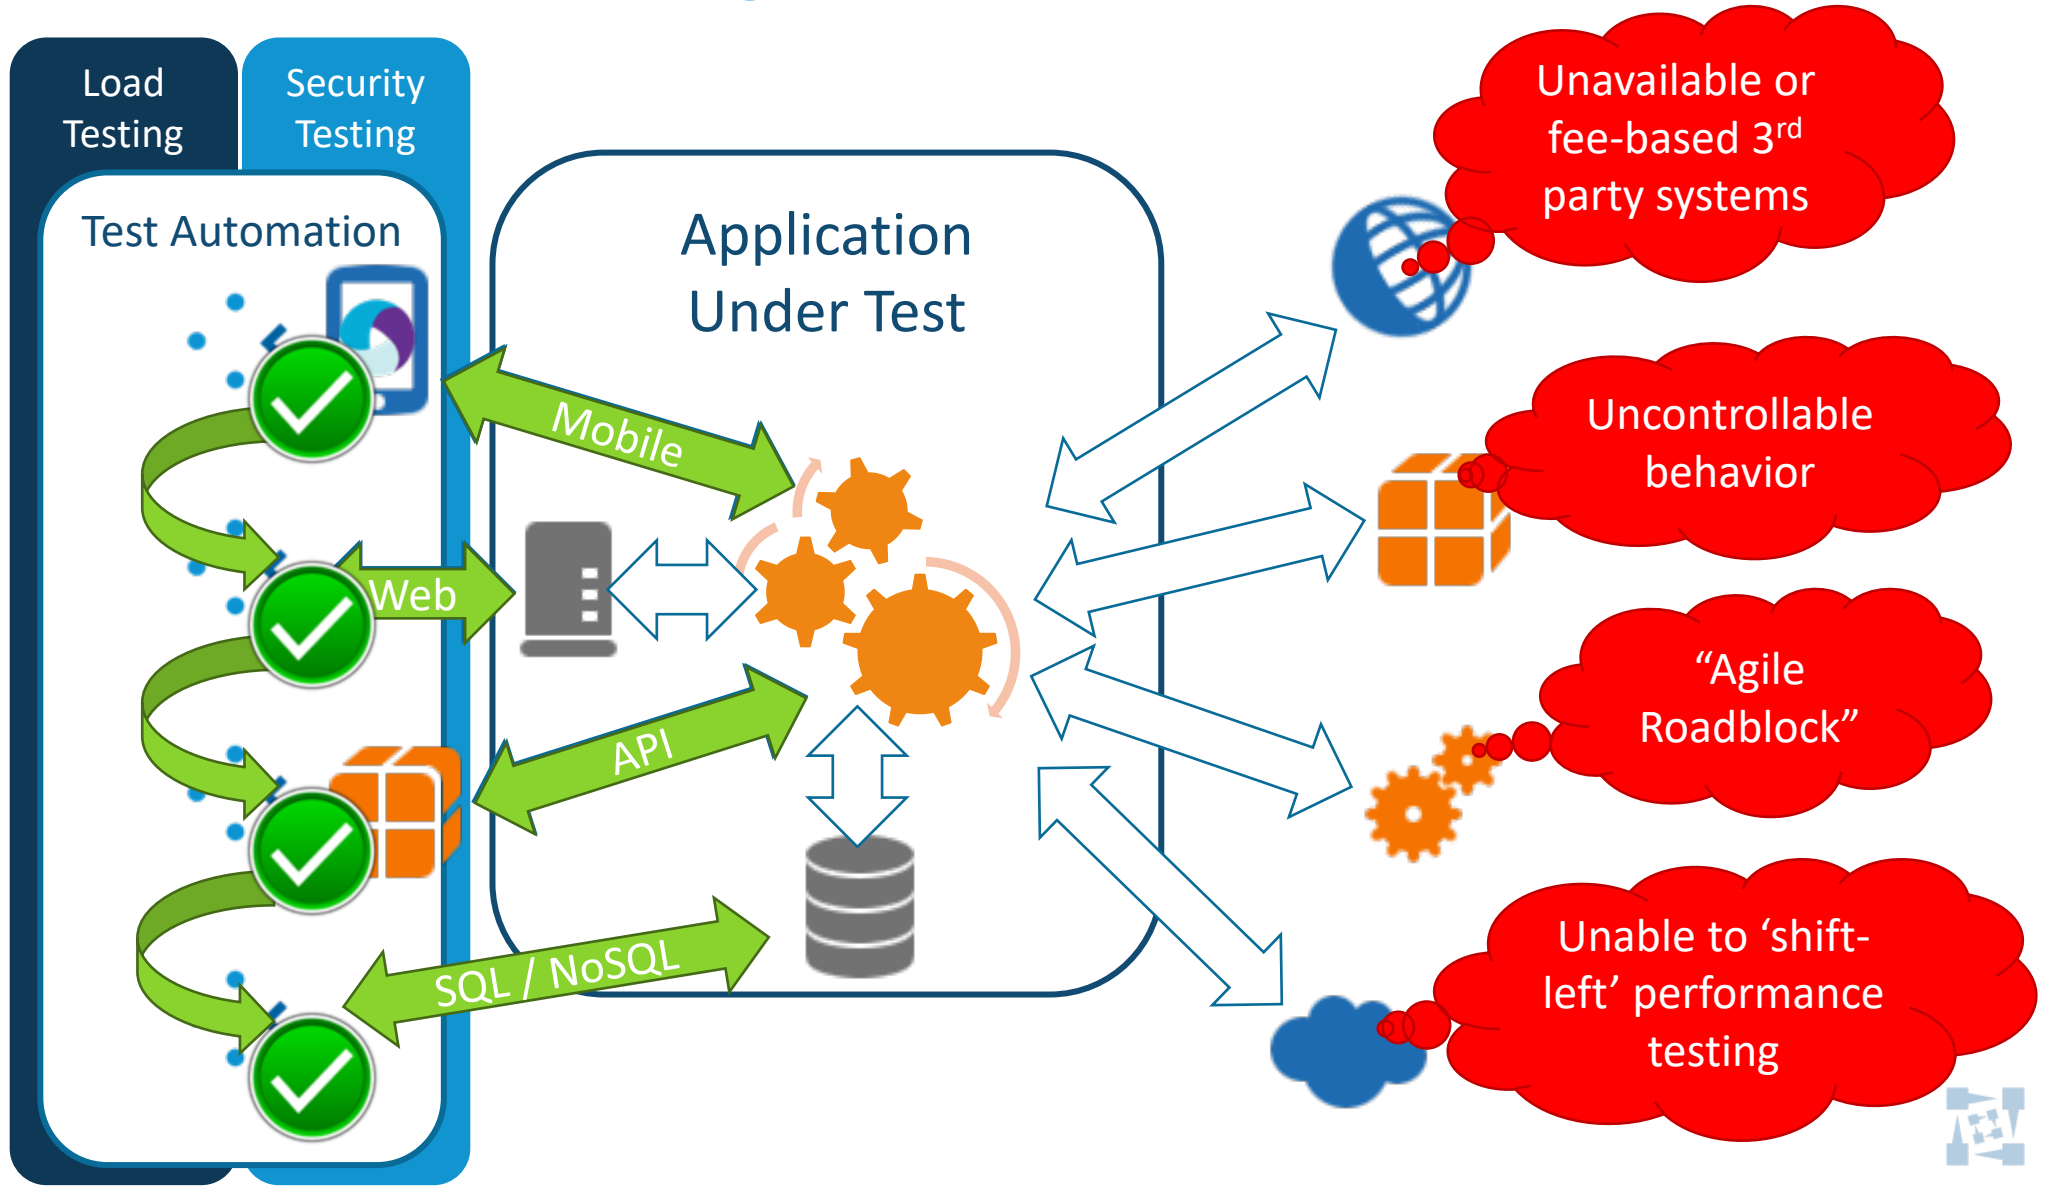 Load
Testing
Security
Testing
Test Automation
Application
Under Test
Mobile
Web
API
SQL / NoSQL
Unavailable or
fee-based 3rd
party systems
Uncontrollable
behavior
“Agile
Roadblock”
Unable to ‘shift-
left’ performance
testing